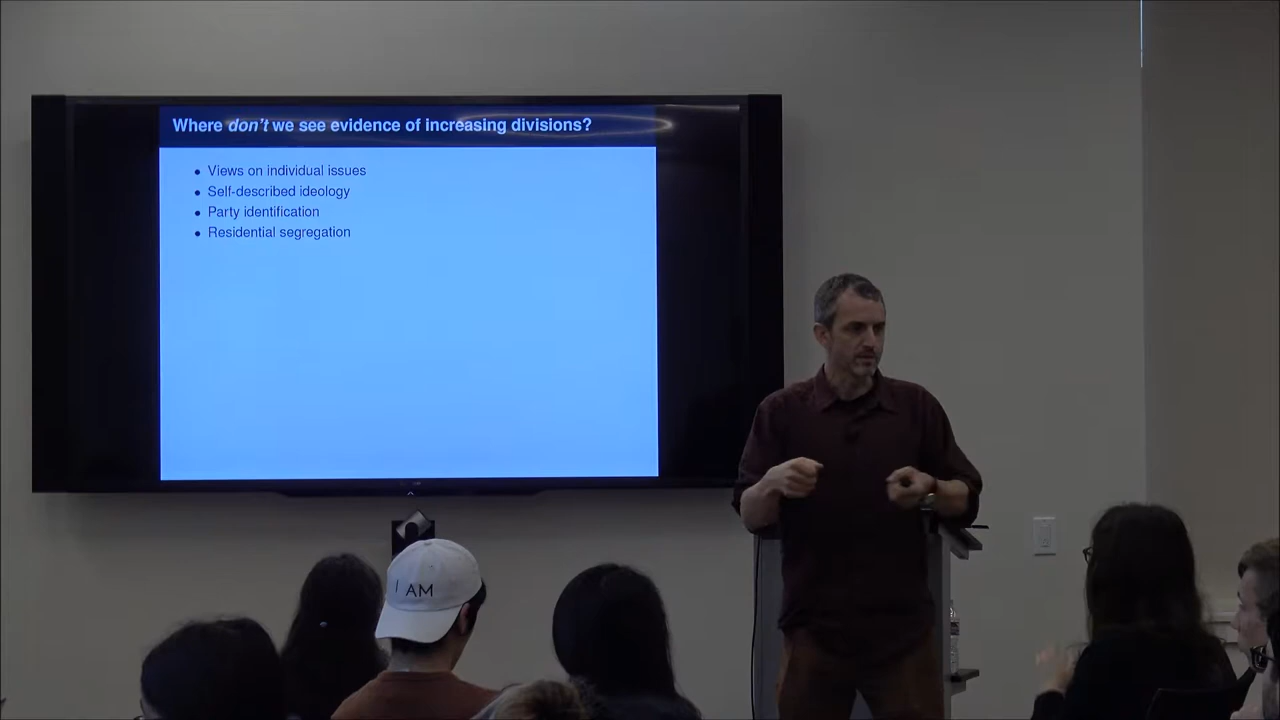 Where don't we see evidence of increasing divisions?
• Views on individual issues
• Self-described ideology
• Party identification
• Residential segregation
I AM